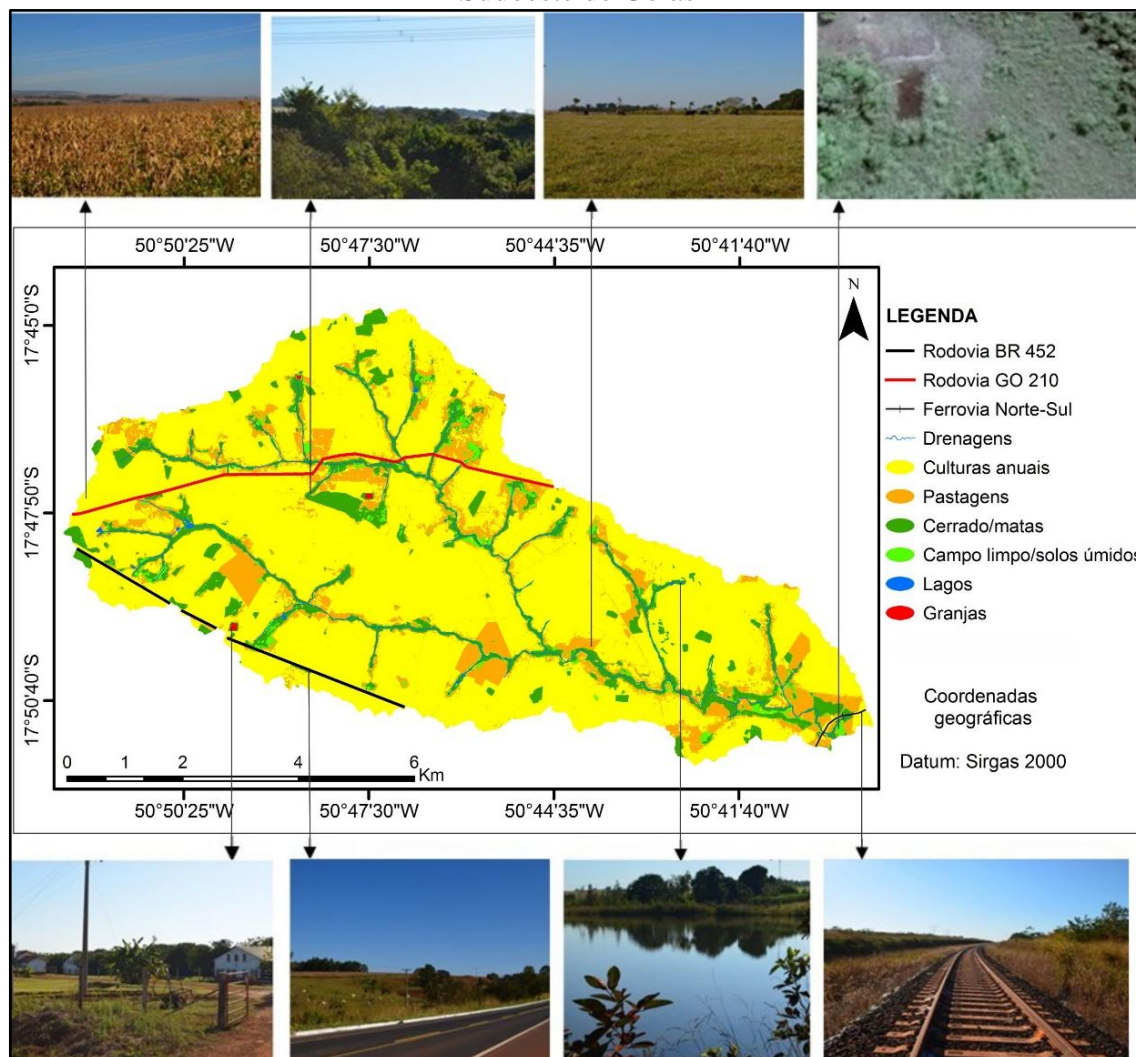 50°50'25"W 50°47'30"W 50°44'35"W 50°41'40"W
17°45'0"S
17°47'50"S
17°50'40"S
N
LEGENDA
Rodovia BR 452
Rodovia GO 210
Ferrovia Norte-Sul
Drenagens
Culturas anuais
Pastagens
Cerrado/matas
Campo limpo/solos úmidos
Lagos
Granjas
Coordenadas
geográficas
Datum: Sirgas 2000
0 1 2 4 6
Km
50°50'25"W 50°47'30"W 50°44'35"W 50°41'40"W